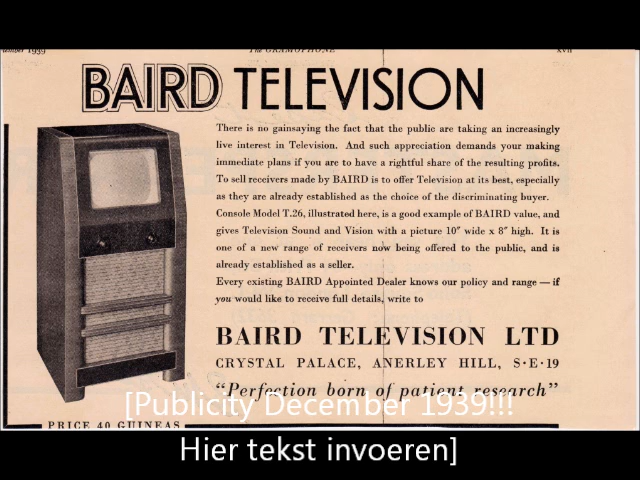 1939
The GRAMOPHONE
xvii
BAIRD TELEVISION
There is no gainsaying the fact that the public are taking an increasingly
live interest in Television. And such appreciation demands your making
immediate plans if you are to have a rightful share of the resulting profits.
To sell receivers made by BAIRD is to offer Television at its best, especially
as they are already established as the choice of the discriminating buyer.
Console Model T.26, illustrated here, is a good example of BAIRD value, and
gives Television Sound and Vision with a picture 10″ wide x 8″ high. It is
one of a new range of receivers now being offered to the public, and is
already established as a seller.
Every existing BAIRD Appointed Dealer knows our policy and range — if
you would like to receive full details, write to
BAIRD TELEVISION LTD
CRYSTAL PALACE, ANERLEY HILL, S·E·19
“Perfection born of patient research”
PRICE 40 GUINEAS
[Publicity December 1939!!!
Hier tekst invoeren]